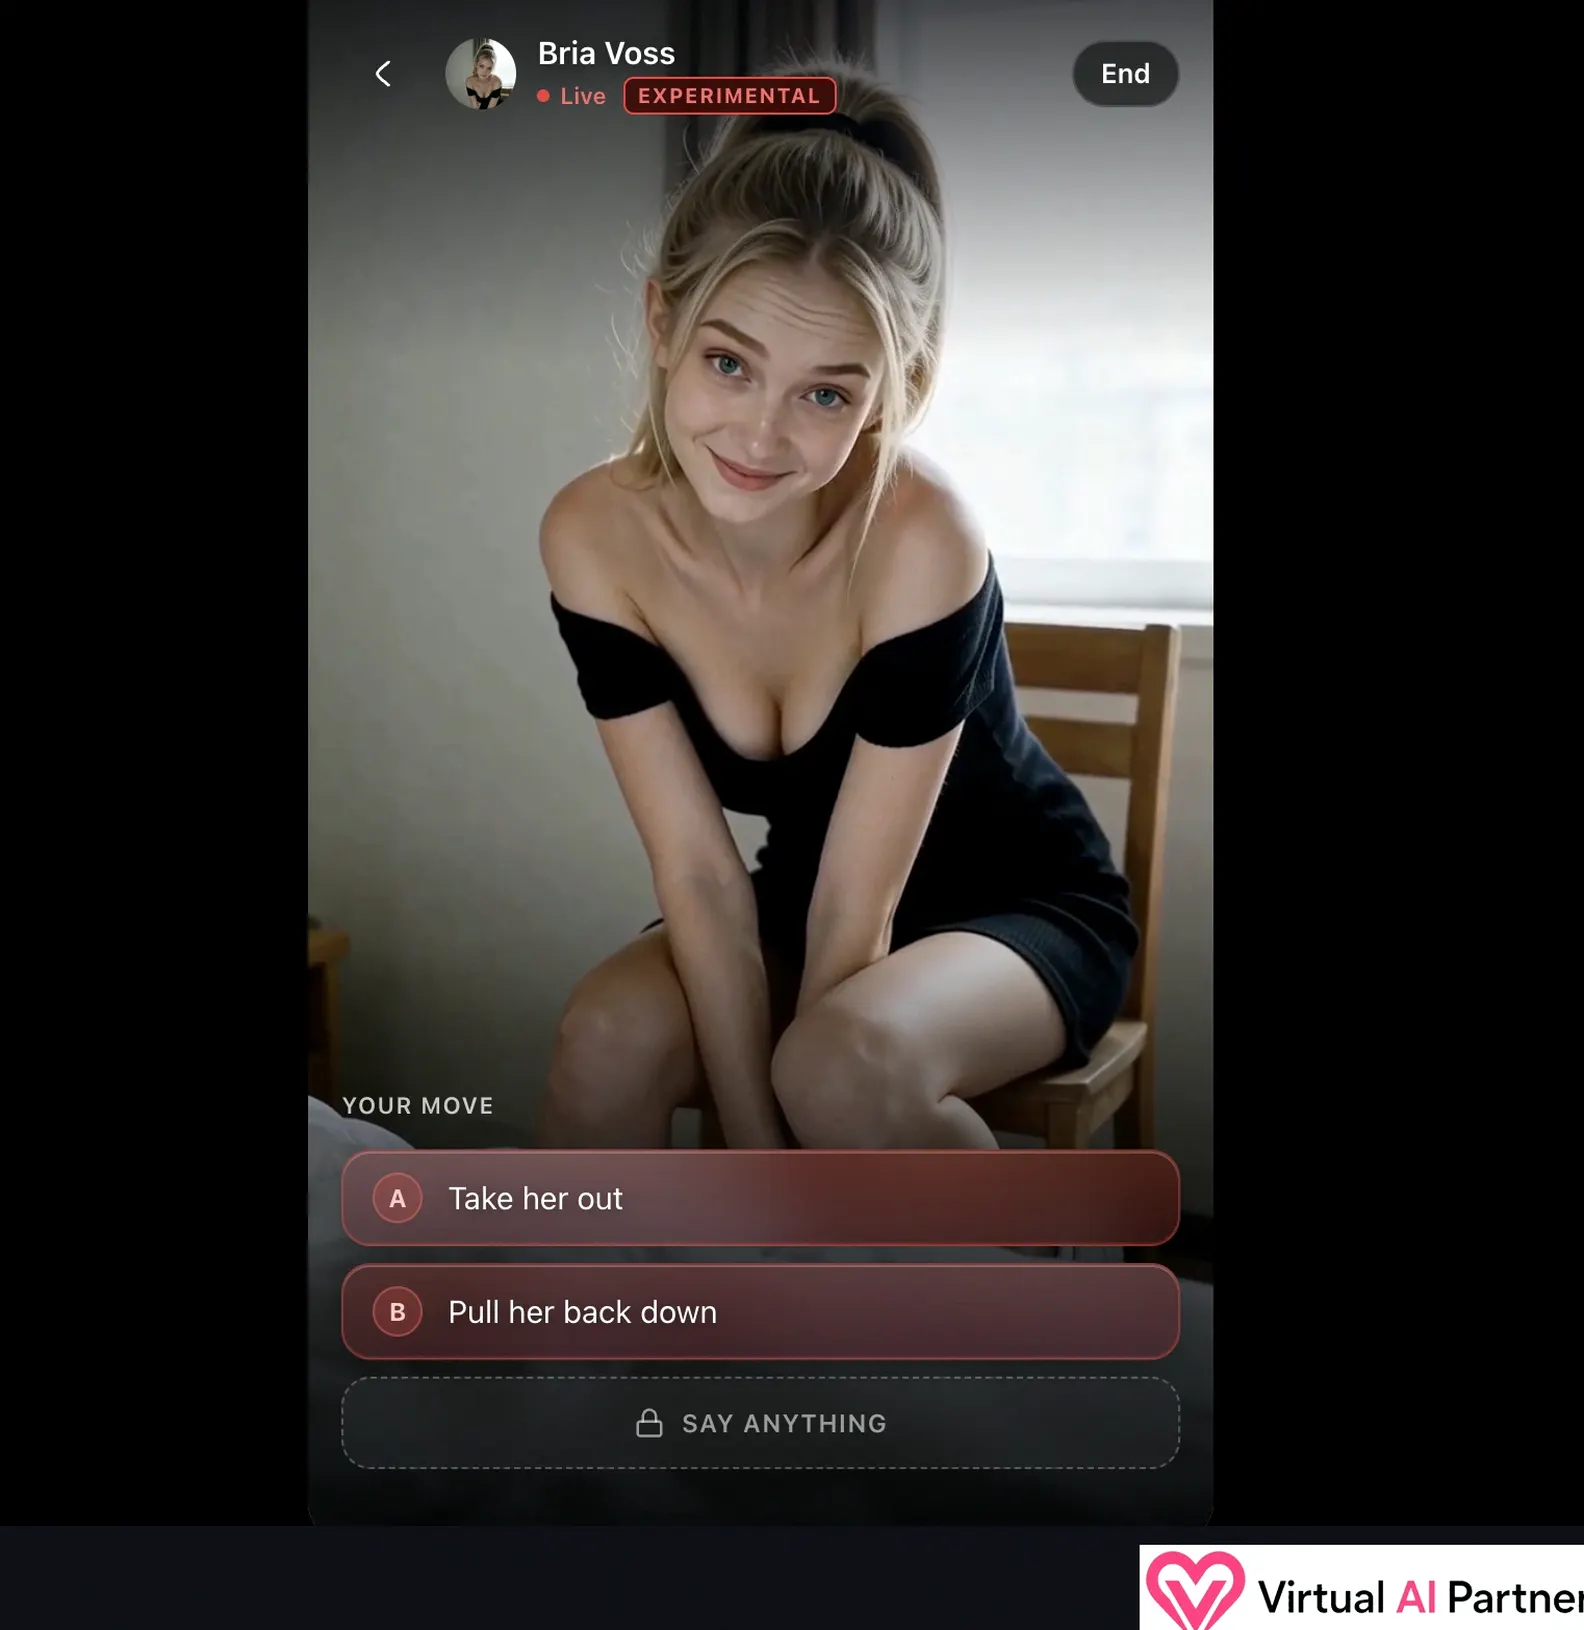 Bria Voss
Live EXPERIMENTAL
End
YOUR MOVE
A Take her out
B Pull her back down
SAY ANYTHING
Virtual AI Partner